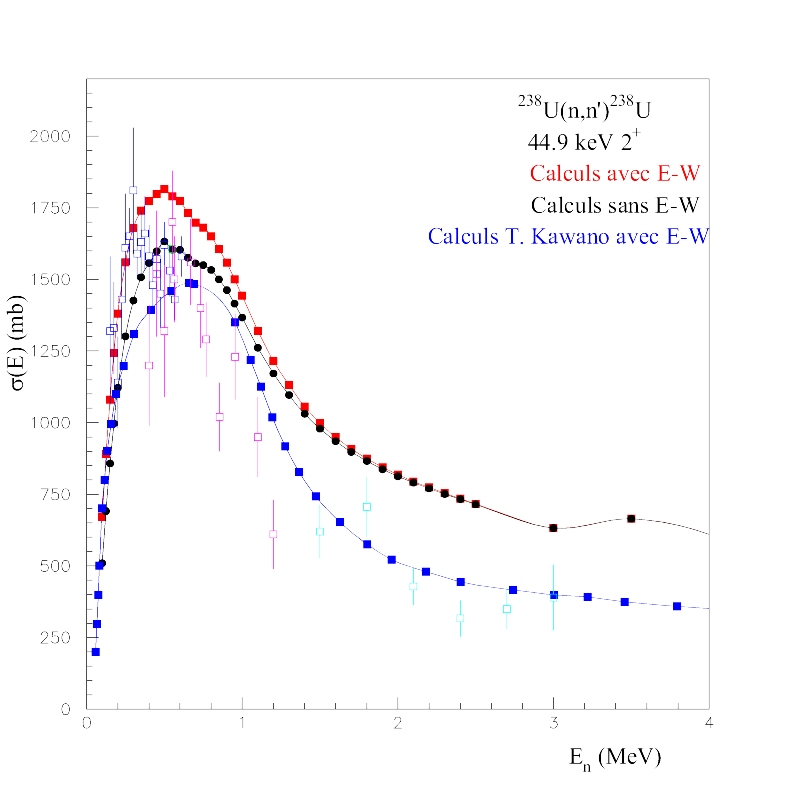 ²³⁸U(n,n')²³⁸U
44.9 keV 2⁺
Calculs avec E-W
Calculs sans E-W
Calculs T. Kawano avec E-W
σ(E) (mb)
2000
1750
1500
1250
1000
750
500
250
0
0 1 2 3 4
Eₙ (MeV)